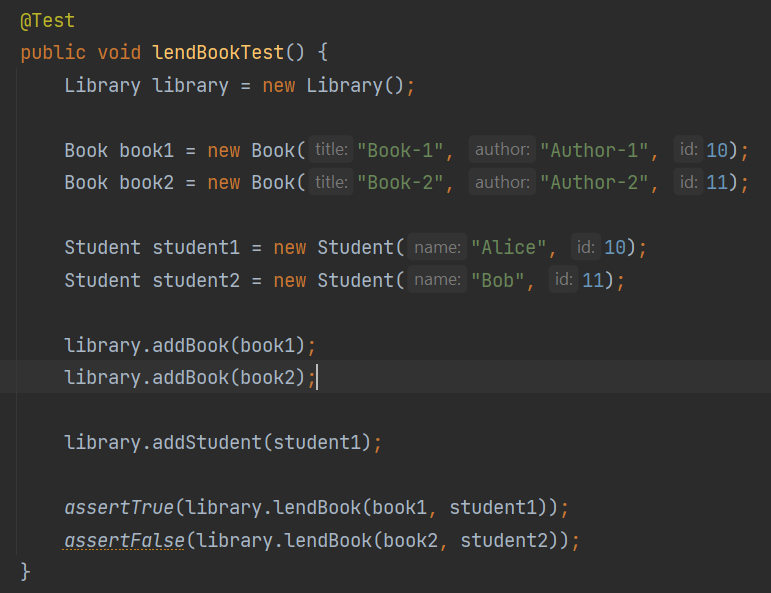 @Test
public void lendBookTest() {
Library library = new Library();
Book book1 = new Book( title: "Book-1", author: "Author-1", id: 10);
Book book2 = new Book( title: "Book-2", author: "Author-2", id: 11);
Student student1 = new Student( name: "Alice", id: 10);
Student student2 = new Student( name: "Bob", id: 11);
library.addBook(book1);
library.addBook(book2);
library.addStudent(student1);
assertTrue(library.lendBook(book1, student1));
assertFalse(library.lendBook(book2, student2));
}